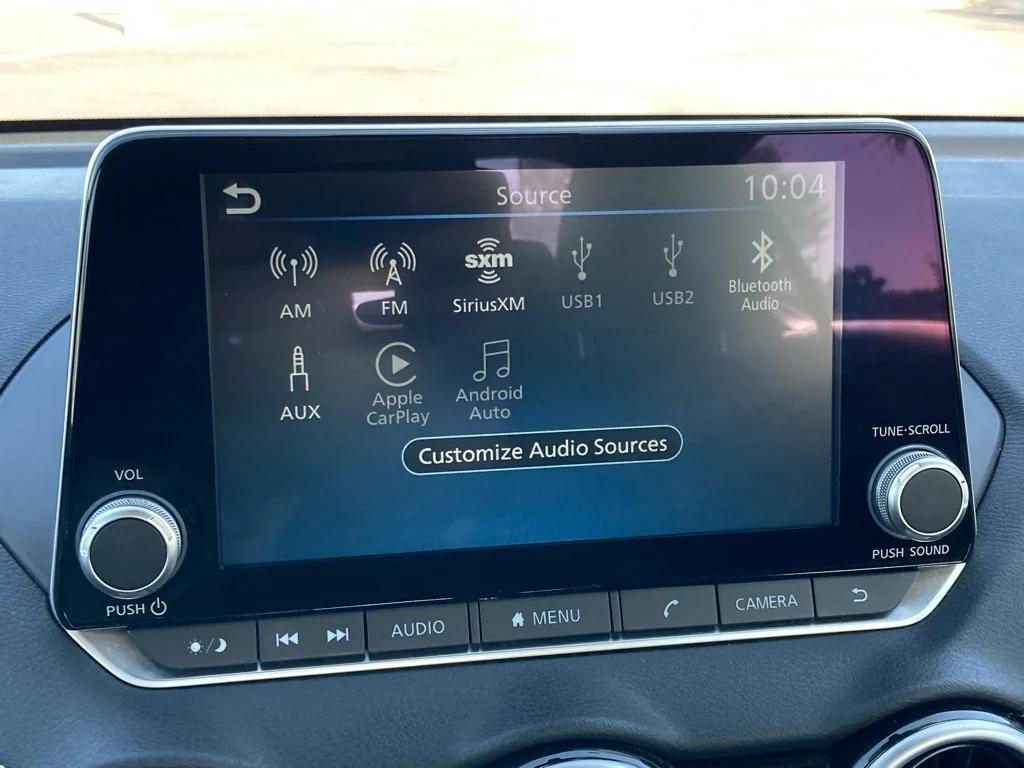 Source
10:04
AM
FM
sxm
SiriusXM
USB1
USB2
Bluetooth
Audio
AUX
Apple
CarPlay
Android
Auto
Customize Audio Sources
VOL
PUSH
TUNE·SCROLL
PUSH SOUND
AUDIO
MENU
CAMERA